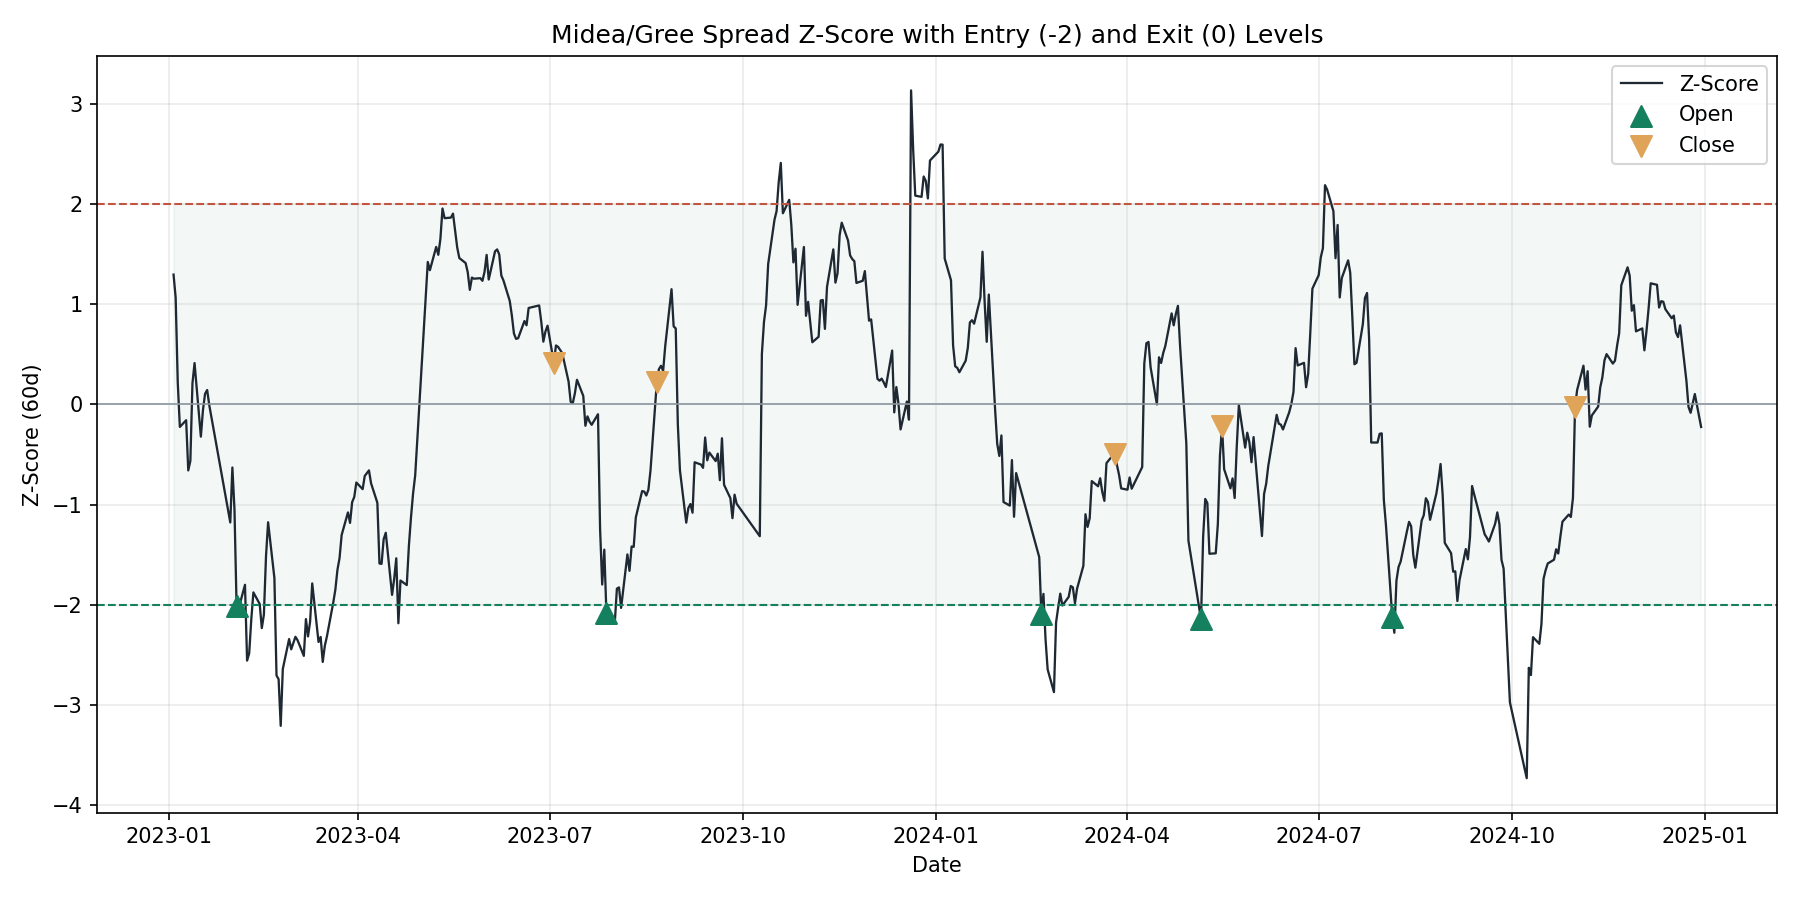 Midea/Gree Spread Z-Score with Entry (-2) and Exit (0) Levels
Z-Score
Open
Close
Z-Score (60d)
3
2
1
0
−1
−2
−3
−4
2023-01 2023-04 2023-07 2023-10 2024-01 2024-04 2024-07 2024-10 2025-01
Date